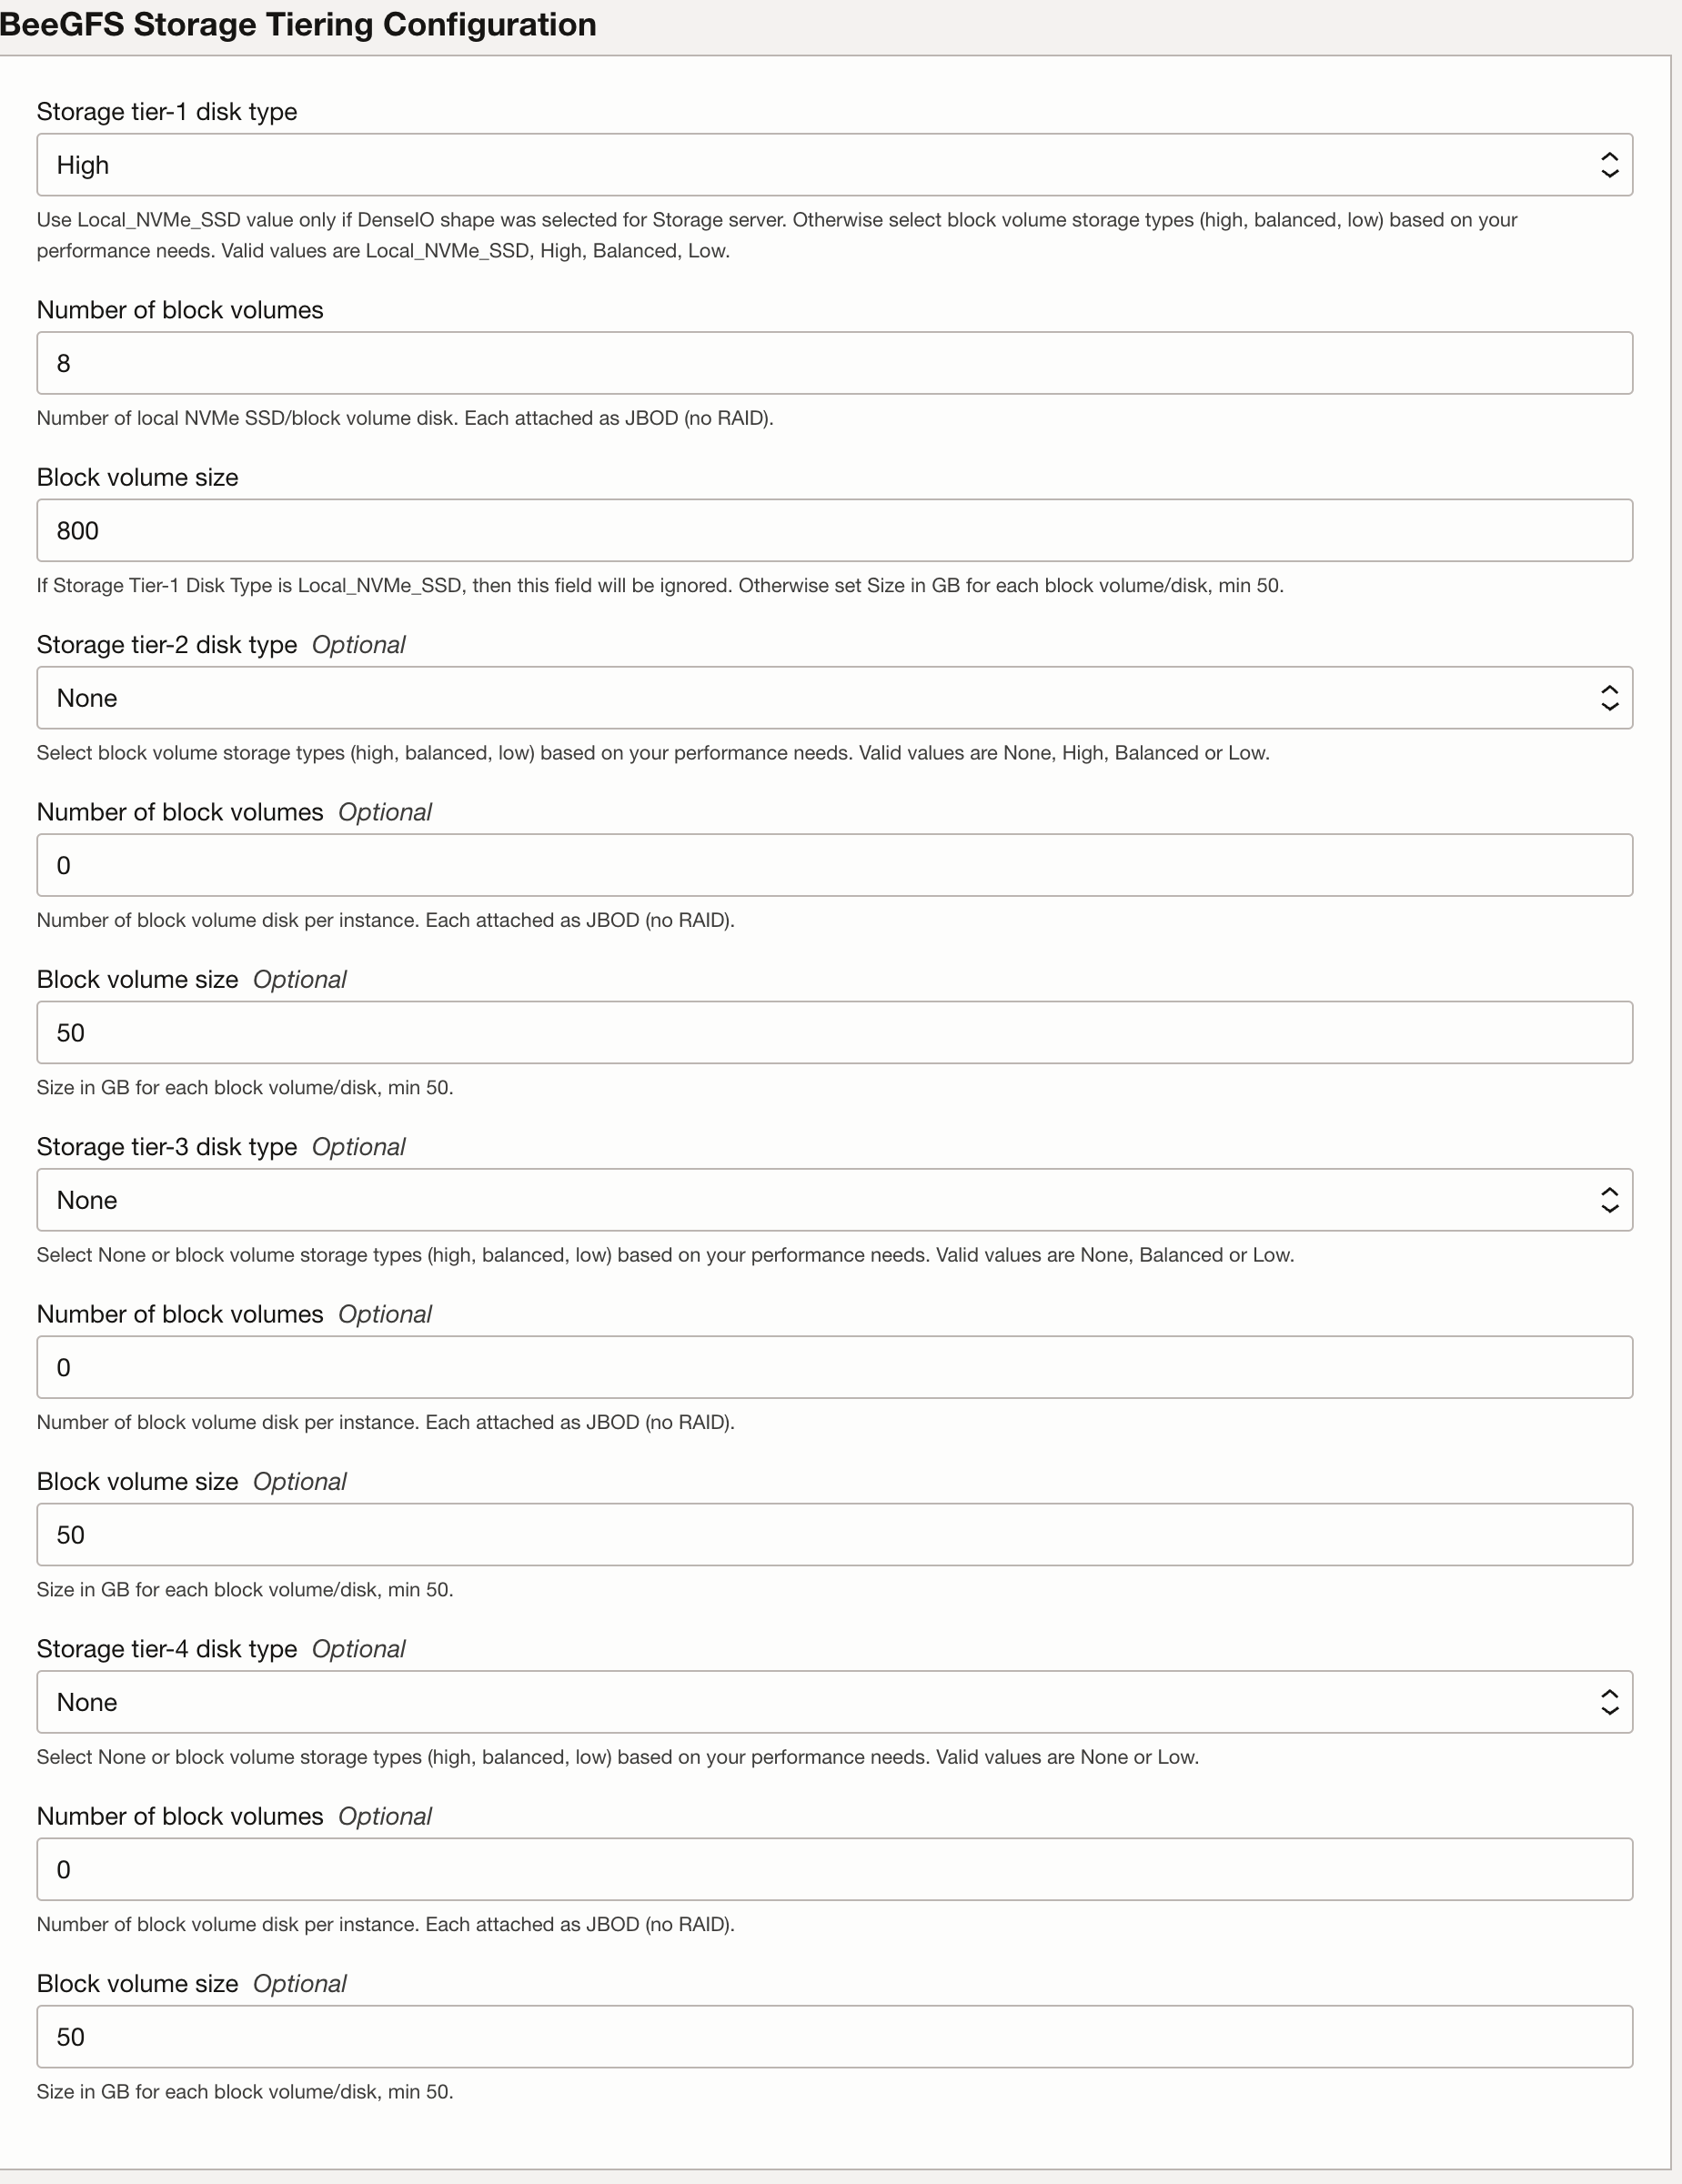 BeeGFS Storage Tiering Configuration
Storage tier-1 disk type
High
Use Local_NVMe_SSD value only if DenseIO shape was selected for Storage server. Otherwise select block volume storage types (high, balanced, low) based on your
performance needs. Valid values are Local_NVMe_SSD, High, Balanced, Low.
Number of block volumes
8
Number of local NVMe SSD/block volume disk. Each attached as JBOD (no RAID).
Block volume size
800
If Storage Tier-1 Disk Type is Local_NVMe_SSD, then this field will be ignored. Otherwise set Size in GB for each block volume/disk, min 50.
Storage tier-2 disk type Optional
None
Select block volume storage types (high, balanced, low) based on your performance needs. Valid values are None, High, Balanced or Low.
Number of block volumes Optional
0
Number of block volume disk per instance. Each attached as JBOD (no RAID).
Block volume size Optional
50
Size in GB for each block volume/disk, min 50.
Storage tier-3 disk type Optional
None
Select None or block volume storage types (high, balanced, low) based on your performance needs. Valid values are None, Balanced or Low.
Number of block volumes Optional
0
Number of block volume disk per instance. Each attached as JBOD (no RAID).
Block volume size Optional
50
Size in GB for each block volume/disk, min 50.
Storage tier-4 disk type Optional
None
Select None or block volume storage types (high, balanced, low) based on your performance needs. Valid values are None or Low.
Number of block volumes Optional
0
Number of block volume disk per instance. Each attached as JBOD (no RAID).
Block volume size Optional
50
Size in GB for each block volume/disk, min 50.